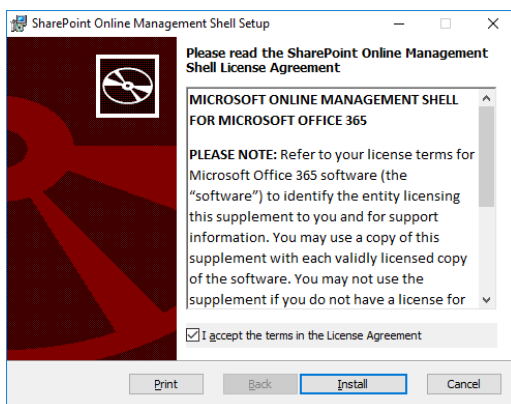 SharePoint Online Management Shell Setup
Please read the SharePoint Online Management
Shell License Agreement
MICROSOFT ONLINE MANAGEMENT SHELL
FOR MICROSOFT OFFICE 365
PLEASE NOTE: Refer to your license terms for
Microsoft Office 365 software (the
“software”) to identify the entity licensing
this supplement to you and for support
information. You may use a copy of this
supplement with each validly licensed copy
of the software. You may not use the
supplement if you do not have a license for
I accept the terms in the License Agreement
Print Back Install Cancel